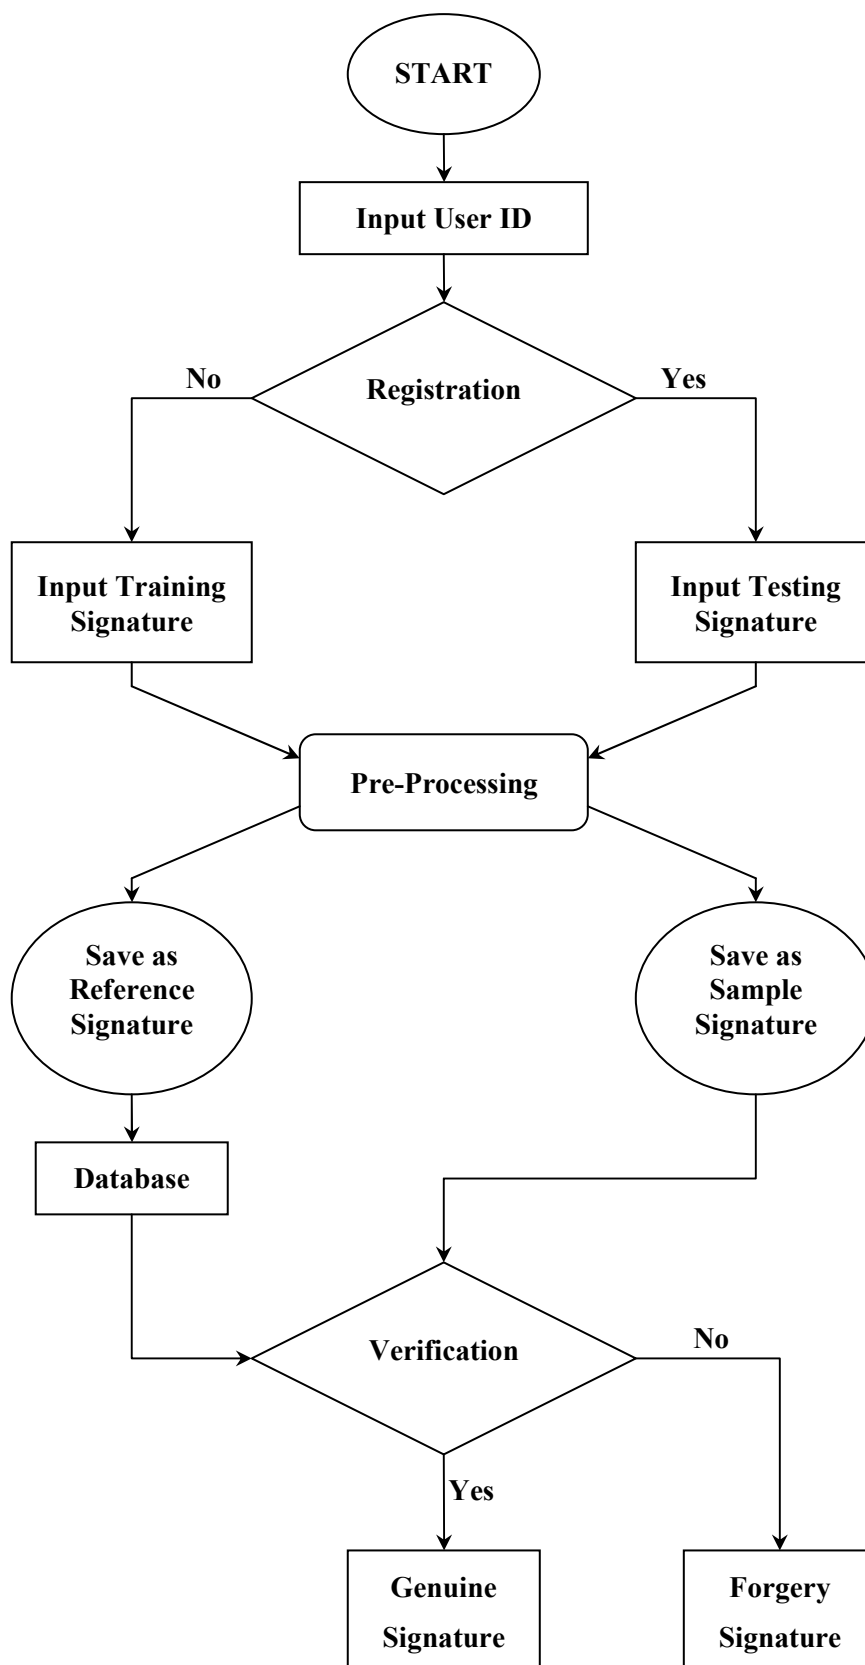 START
Input User ID
No
Registration
Yes
Input Training
Signature
Input Testing
Signature
Pre-Processing
Save as
Reference
Signature
Save as
Sample
Signature
Database
Verification
No
Yes
Genuine
Signature
Forgery
Signature